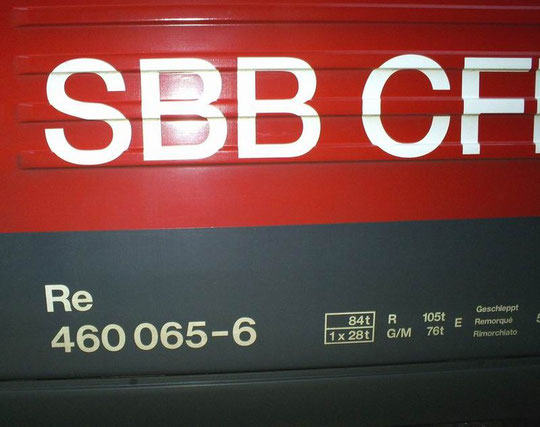 SBB CF
Re
460 065-6
84t R 105t E Geschleppt
1 x 28t G/M 76t Remorqué
Rimorchiato